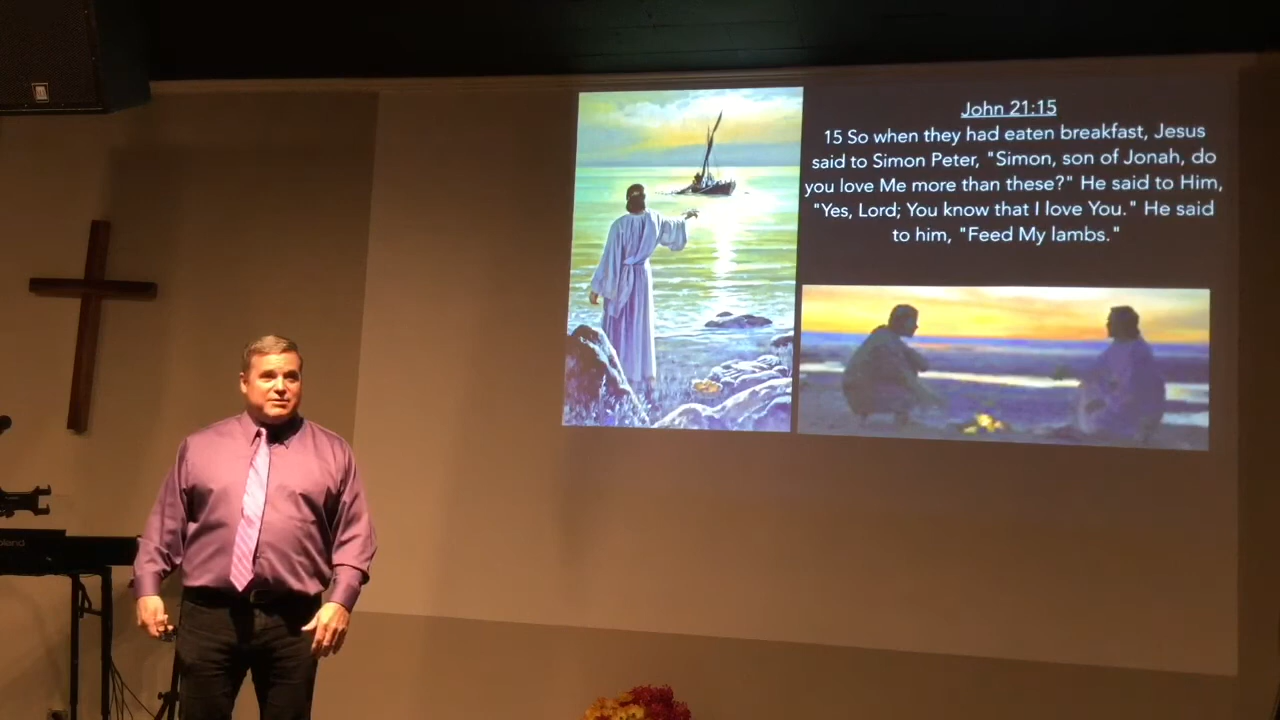 John 21:15
15 So when they had eaten breakfast, Jesus
said to Simon Peter, "Simon, son of Jonah, do
you love Me more than these?" He said to Him,
"Yes, Lord; You know that I love You." He said
to him, "Feed My lambs."
Roland